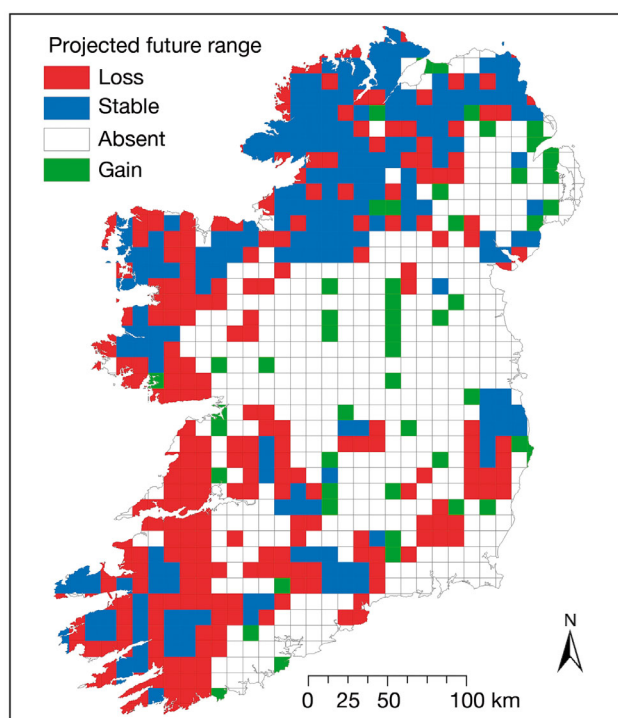 Projected future range
Loss
Stable
Absent
Gain
N
0 25 50 100 km